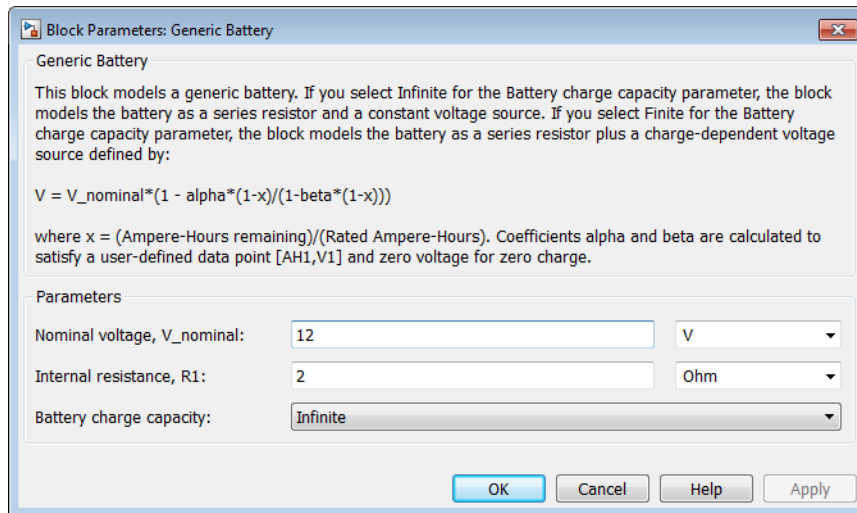 Block Parameters: Generic Battery
Generic Battery
This block models a generic battery. If you select Infinite for the Battery charge capacity parameter, the block
models the battery as a series resistor and a constant voltage source. If you select Finite for the Battery
charge capacity parameter, the block models the battery as a series resistor plus a charge-dependent voltage
source defined by:
V = V_nominal*(1 - alpha*(1-x)/(1-beta*(1-x)))
where x = (Ampere-Hours remaining)/(Rated Ampere-Hours). Coefficients alpha and beta are calculated to
satisfy a user-defined data point [AH1,V1] and zero voltage for zero charge.
Parameters
Nominal voltage, V_nominal: 12 V
Internal resistance, R1: 2 Ohm
Battery charge capacity: Infinite
OK Cancel Help Apply